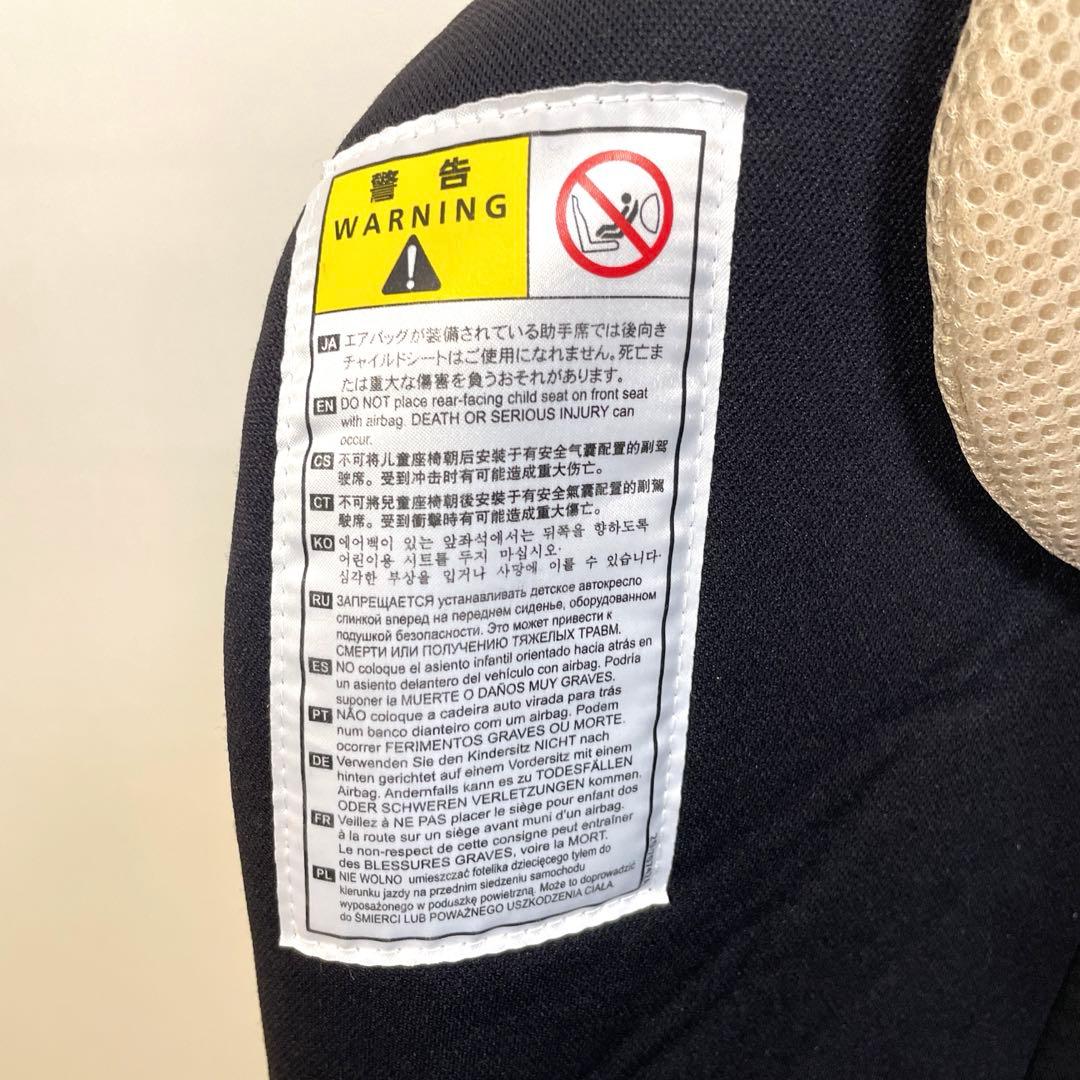 警告
WARNING
JA エアバッグが装備されている助手席では後向き
チャイルドシートはご使用になれません。死亡ま
たは重大な傷害を負うおそれがあります。
EN DO NOT place rear-facing child seat on front seat
with airbag. DEATH OR SERIOUS INJURY can
occur.
CS 不可将儿童座椅朝后安装于有安全气囊配置的副驾
驶席。受到冲击时有可能造成重大伤亡。
CT 不可將兒童座椅朝後安裝于有安全氣囊配置的副駕
駛席。受到衝擊時有可能造成重大傷亡。
KO 에어백이 있는 앞좌석에서는 뒤쪽을 향하도록
어린이용 시트를 두지 마십시오.
심각한 부상을 입거나 사망에 이를 수 있습니다.
RU ЗАПРЕЩАЕТСЯ устанавливать детское автокресло
спинкой вперед на переднем сиденье, оборудованном
подушкой безопасности. Это может привести к
СМЕРТИ ИЛИ ПОЛУЧЕНИЮ ТЯЖЕЛЫХ ТРАВМ.
ES NO coloque el asiento infantil orientado hacia atrás en
un asiento delantero del vehículo con airbag. Podria
suponer la MUERTE O DAÑOS MUY GRAVES.
PT NÃO coloque a cadeira auto virada para trás
num banco dianteiro com um airbag. Podem
ocorrer FERIMENTOS GRAVES OU MORTE.
DE Verwenden Sie den Kindersitz NICHT nach
hinten gerichtet auf einem Vordersitz mit einem
Airbag. Andernfalls kann es zu TODESFÄLLEN
ODER SCHWEREN VERLETZUNGEN kommen.
FR Veillez à NE PAS placer le siège pour enfant dos
à la route sur un siège avant muni d'un airbag.
Le non-respect de cette consigne peut entraîner
des BLESSURES GRAVES, voire la MORT.
PL NIE WOLNO umieszczać fotelika dziecięcego tyłem do
kierunku jazdy na przednim siedzeniu samochodu
wyposażonego w poduszkę powietrzną. Może to doprowadzić
do ŚMIERCI LUB POWAŻNEGO USZKODZENIA CIAŁA.